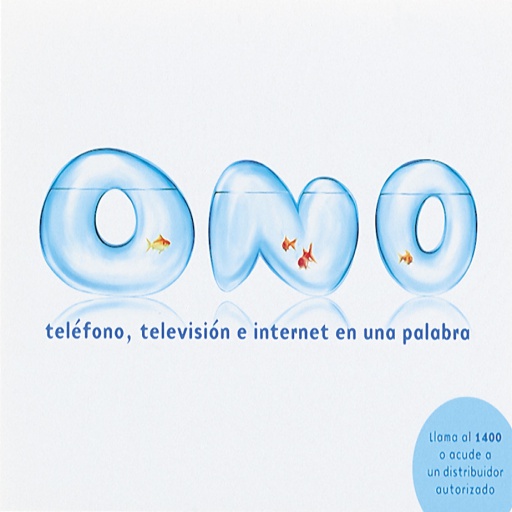 ONO
teléfono, televisión e internet en una palabra
Llama al 1400
o acude a
un distribuidor
autorizado